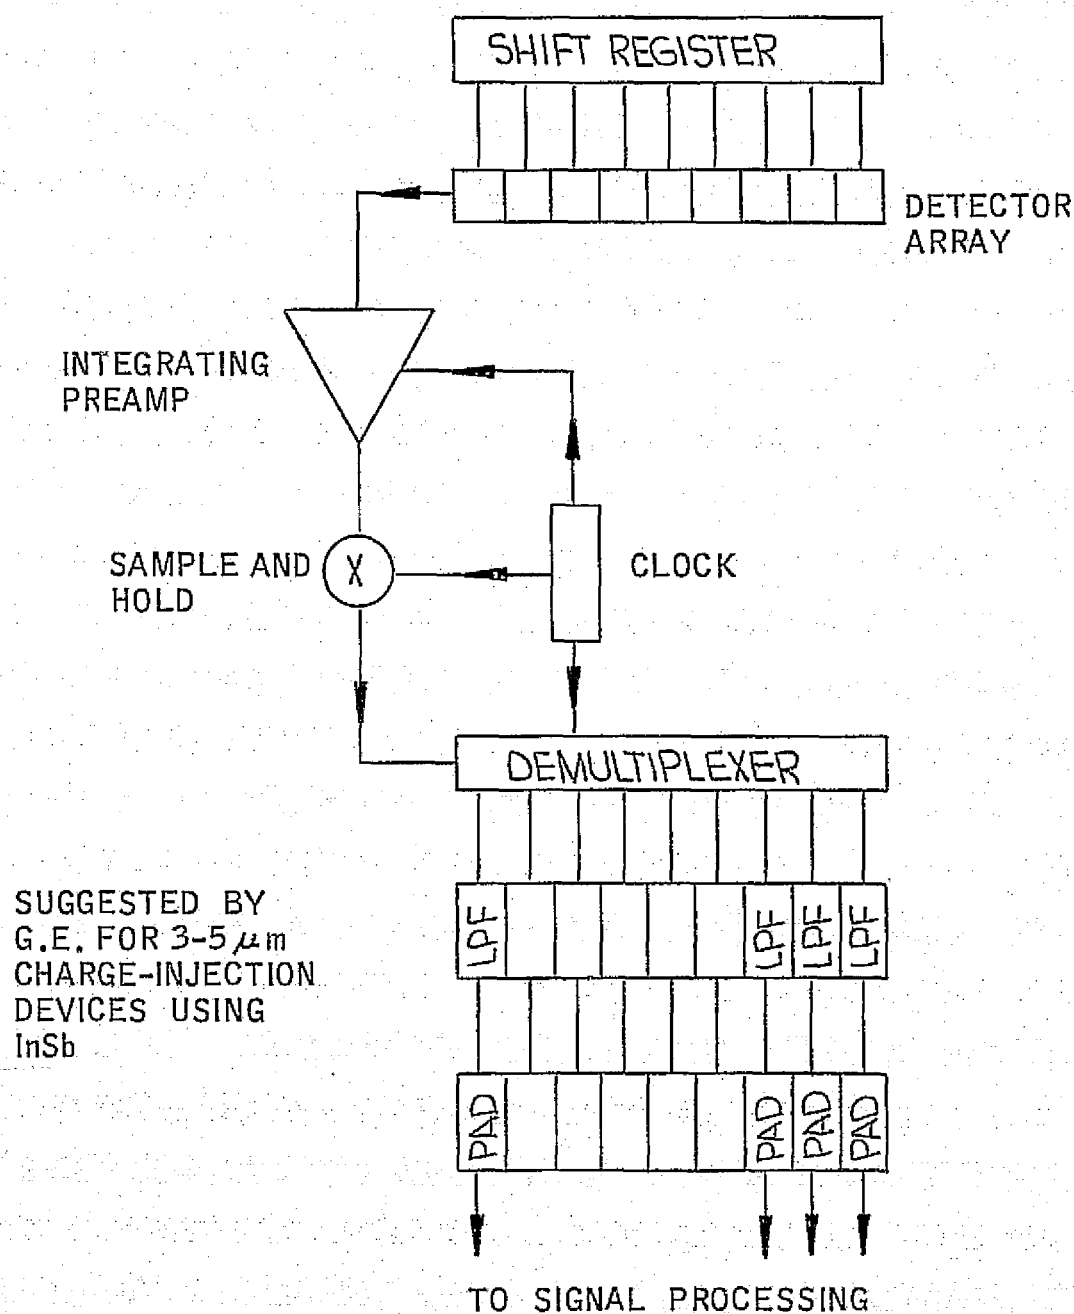 SHIFT REGISTER
DETECTOR
ARRAY
INTEGRATING
PREAMP
SAMPLE AND
HOLD
X
CLOCK
DEMULTIPLEXER
SUGGESTED BY
G.E. FOR 3-5 μm
CHARGE-INJECTION
DEVICES USING
InSb
LPF
LPF
LPF
LPF
PAD
PAD
PAD
PAD
TO SIGNAL PROCESSING